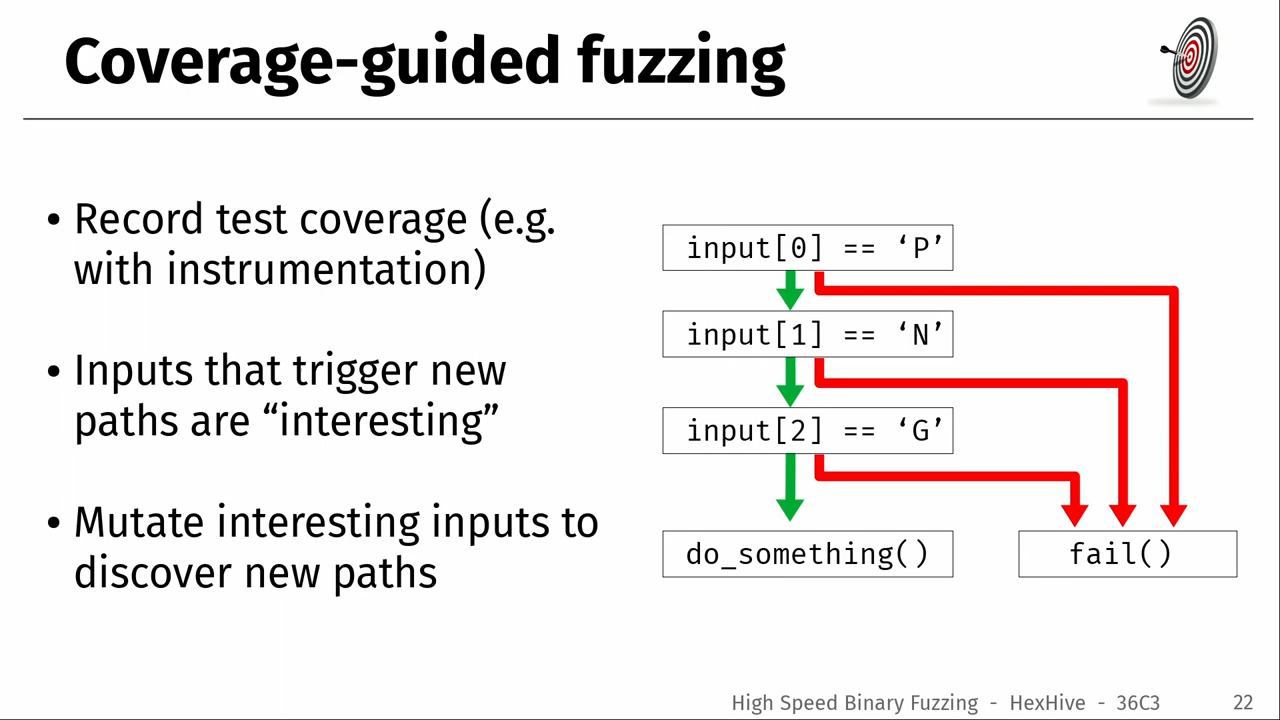 Coverage-guided fuzzing
• Record test coverage (e.g.
with instrumentation)
• Inputs that trigger new
paths are “interesting”
• Mutate interesting inputs to
discover new paths
input[0] == ‘P’
input[1] == ‘N’
input[2] == ‘G’
do_something()
fail()
High Speed Binary Fuzzing - HexHive - 36C3
22